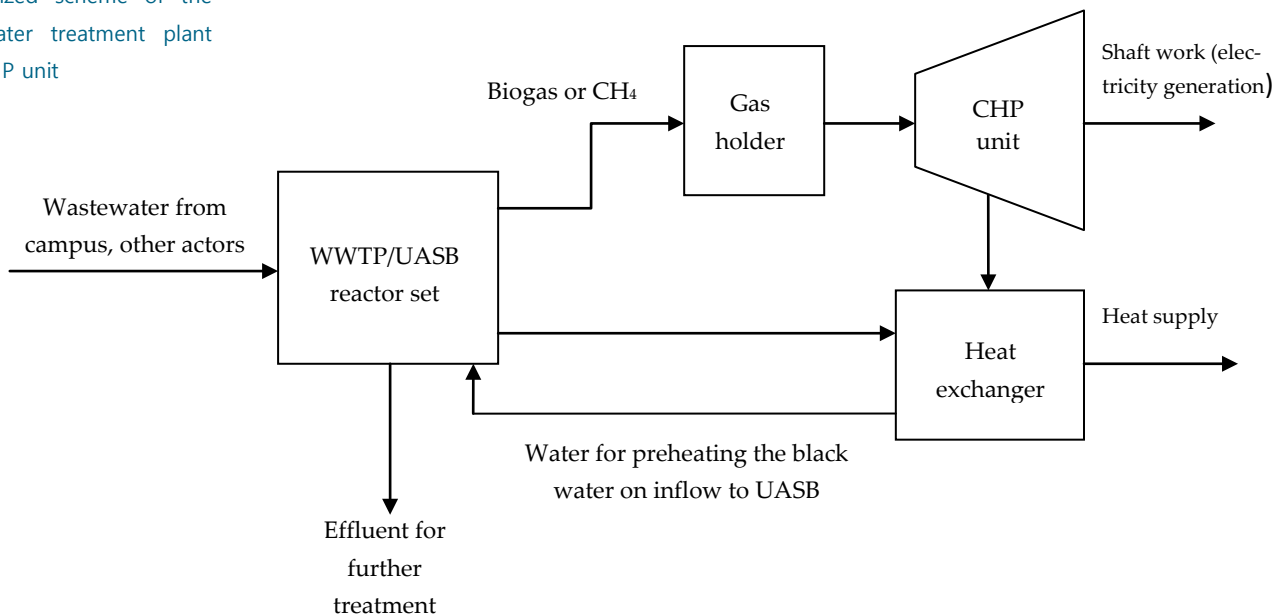 scheme of the
treatment plant
P unit
Biogas or CH₄
Gas
holder
CHP
unit
Shaft work (elec-
tricity generation)
Wastewater from
campus, other actors
WWTP/UASB
reactor set
Heat
exchanger
Heat supply
Water for preheating the black
water on inflow to UASB
Effluent for
further
treatment